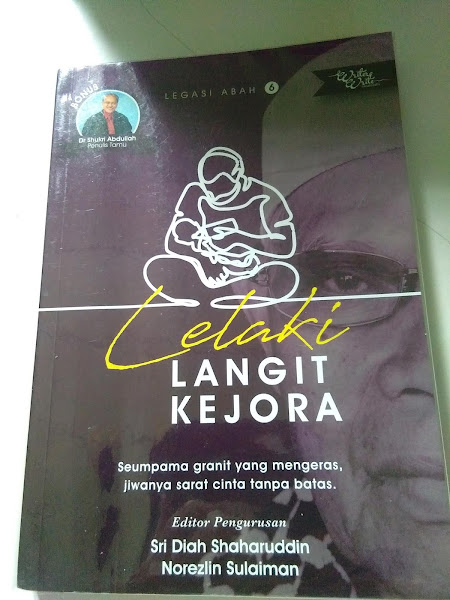 BONUS
Dr Shukri Abdullah
Penulis Tamu
LEGASI ABAH 6
Lelaki
LANGIT
KEJORA
Seumpama granit yang mengeras,
jiwanya sarat cinta tanpa batas.
Editor Pengurusan
Sri Diah Shaharuddin
Norezlin Sulaiman